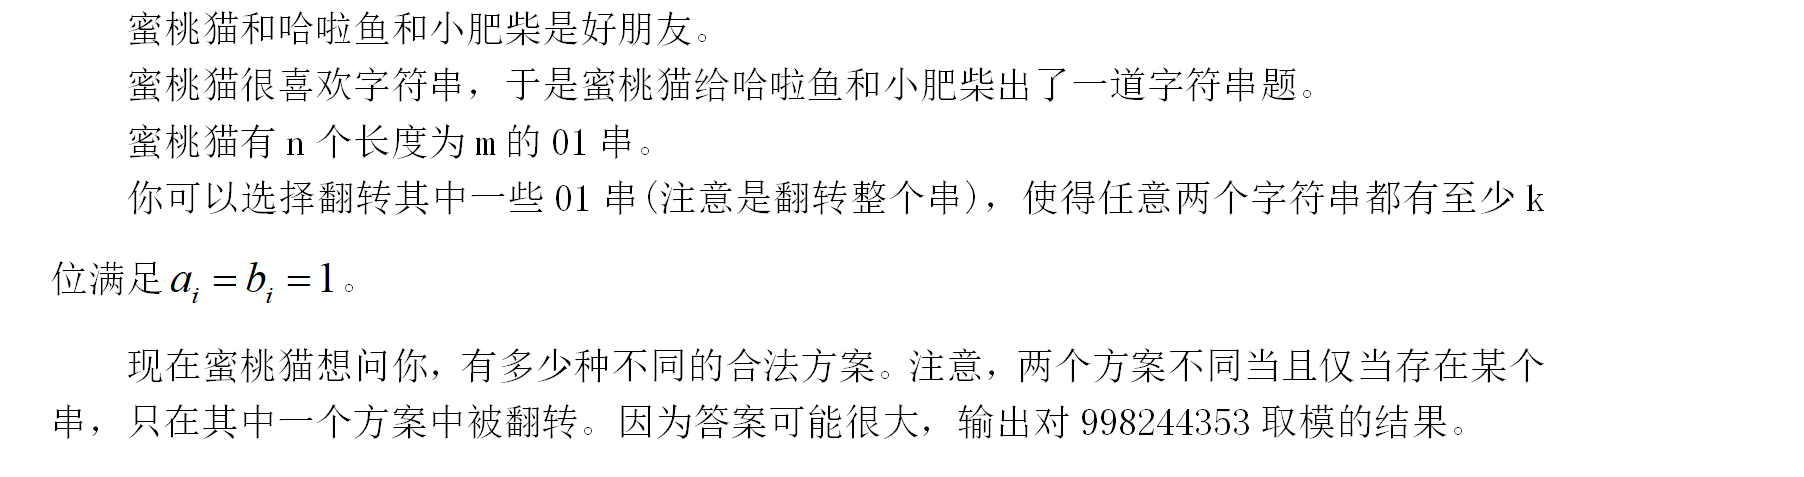 蜜桃猫和哈啦鱼和小肥柴是好朋友。
蜜桃猫很喜欢字符串，于是蜜桃猫给哈啦鱼和小肥柴出了一道字符串题。
蜜桃猫有 n 个长度为 m 的 01 串。
你可以选择翻转其中一些 01 串(注意是翻转整个串)，使得任意两个字符串都有至少 k
位满足 a_i = b_i = 1 。
现在蜜桃猫想问你，有多少种不同的合法方案。注意，两个方案不同当且仅当存在某个
串，只在其中一个方案中被翻转。因为答案可能很大，输出对 998244353 取模的结果。